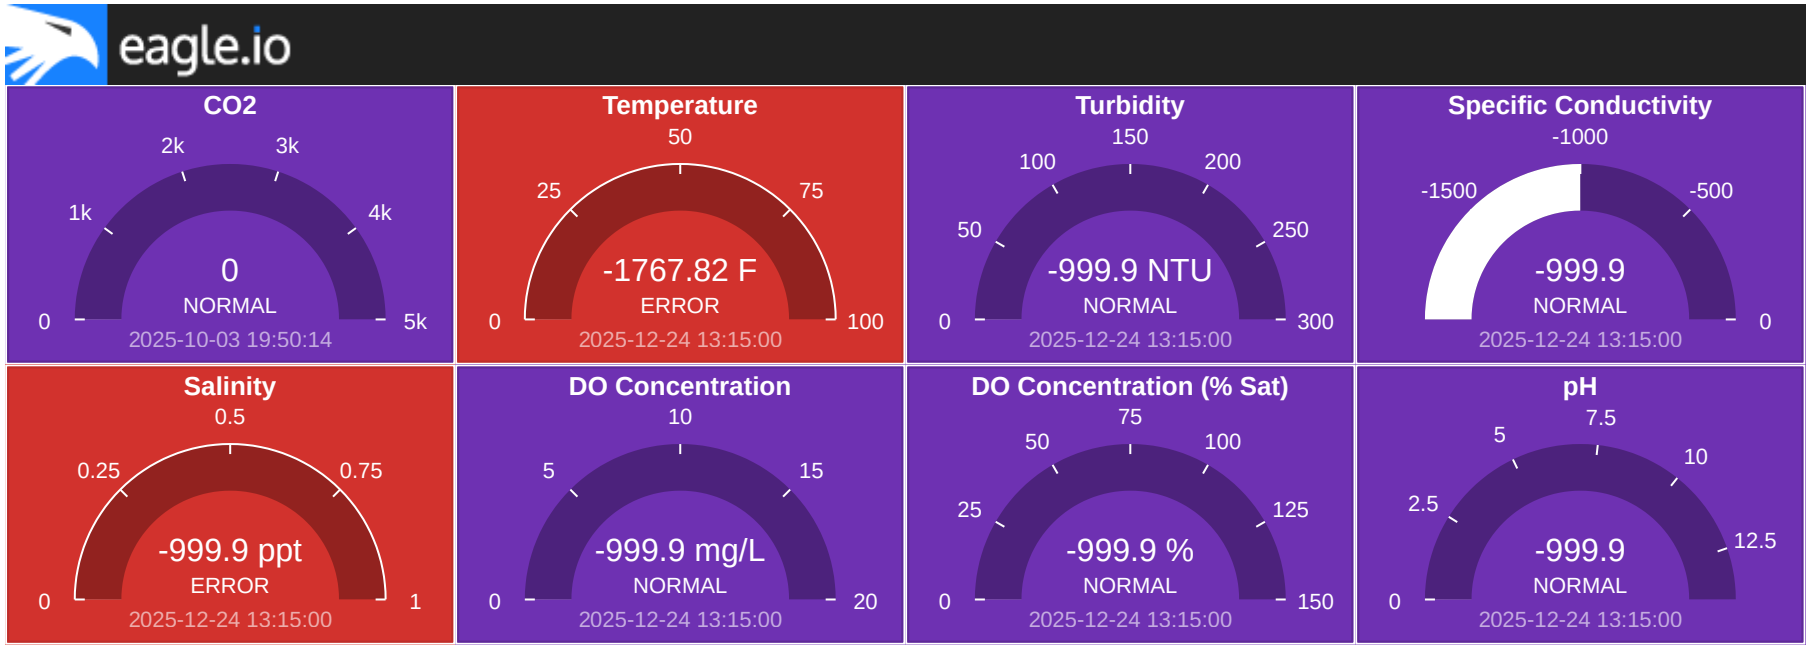 eagle.io
CO2
2k
3k
1k
4k
0
NORMAL
0
5k
2025-10-03 19:50:14
Temperature
50
25
75
-1767.82 F
ERROR
0
100
2025-12-24 13:15:00
Turbidity
150
100
200
50
250
-999.9 NTU
NORMAL
0
300
2025-12-24 13:15:00
Specific Conductivity
-1000
-1500
-500
-999.9
NORMAL
0
2025-12-24 13:15:00
Salinity
0.5
0.25
0.75
-999.9 ppt
ERROR
0
1
2025-12-24 13:15:00
DO Concentration
10
5
15
-999.9 mg/L
NORMAL
0
20
2025-12-24 13:15:00
DO Concentration (% Sat)
75
50
100
25
125
-999.9 %
NORMAL
0
150
2025-12-24 13:15:00
pH
7.5
5
10
2.5
12.5
-999.9
NORMAL
0
2025-12-24 13:15:00